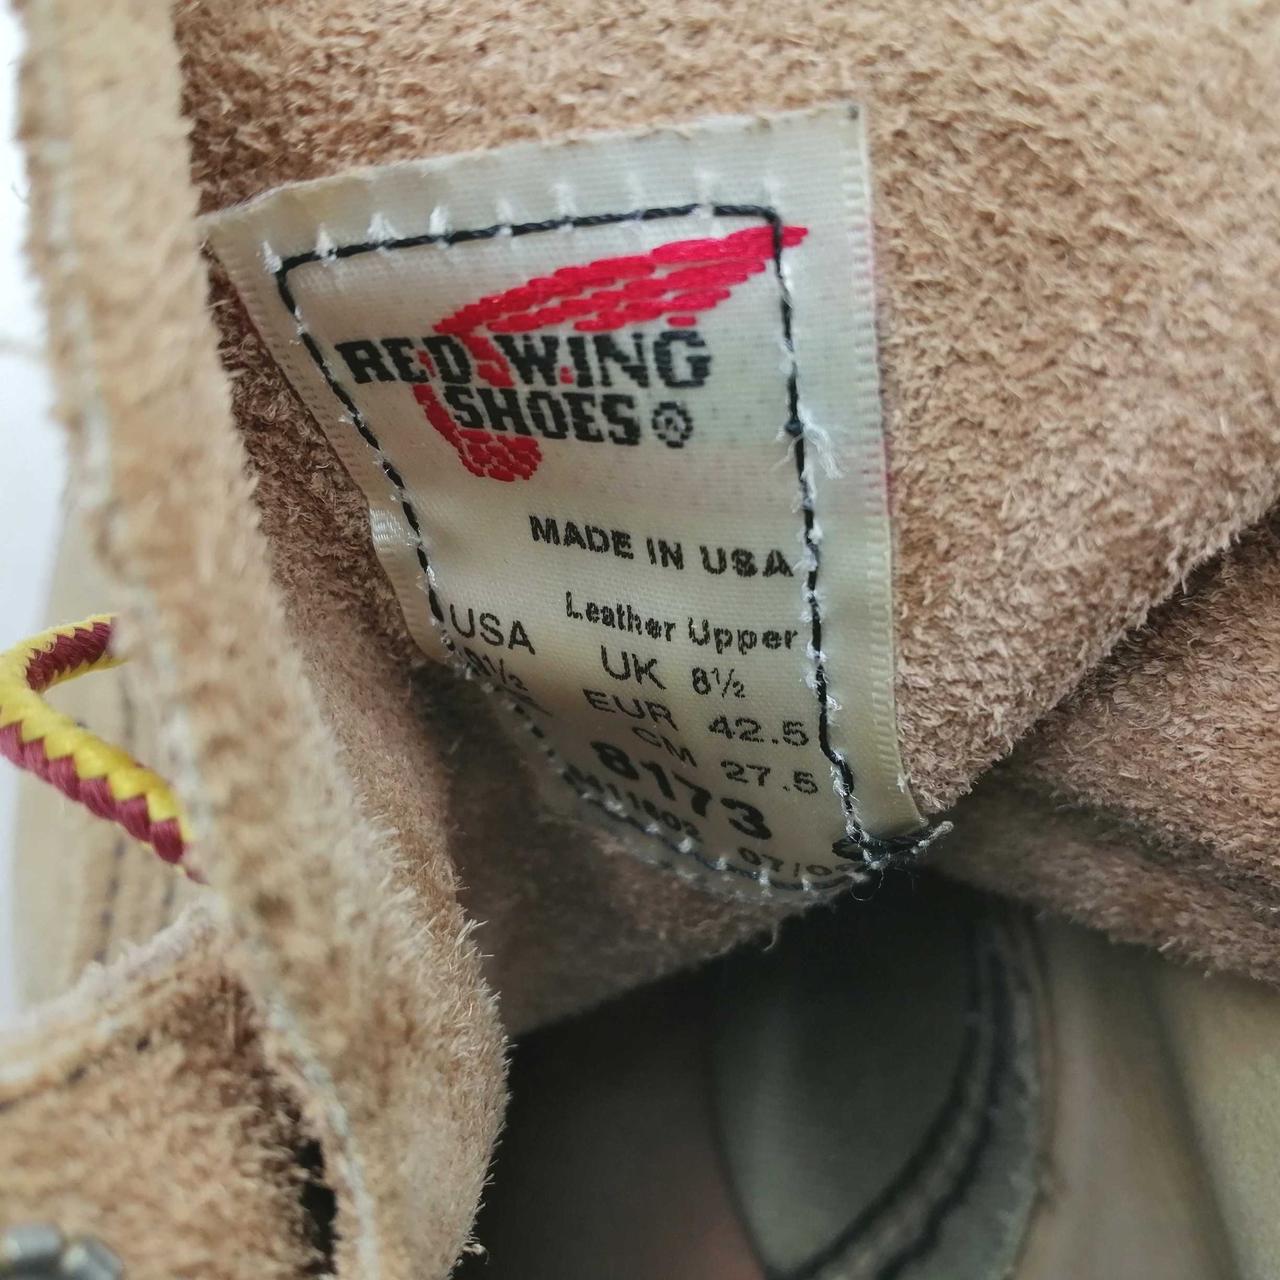 RED WING
SHOES®
MADE IN USA
Leather Upper
USA
UK 8½
EUR 42.5
CM 27.5
8173